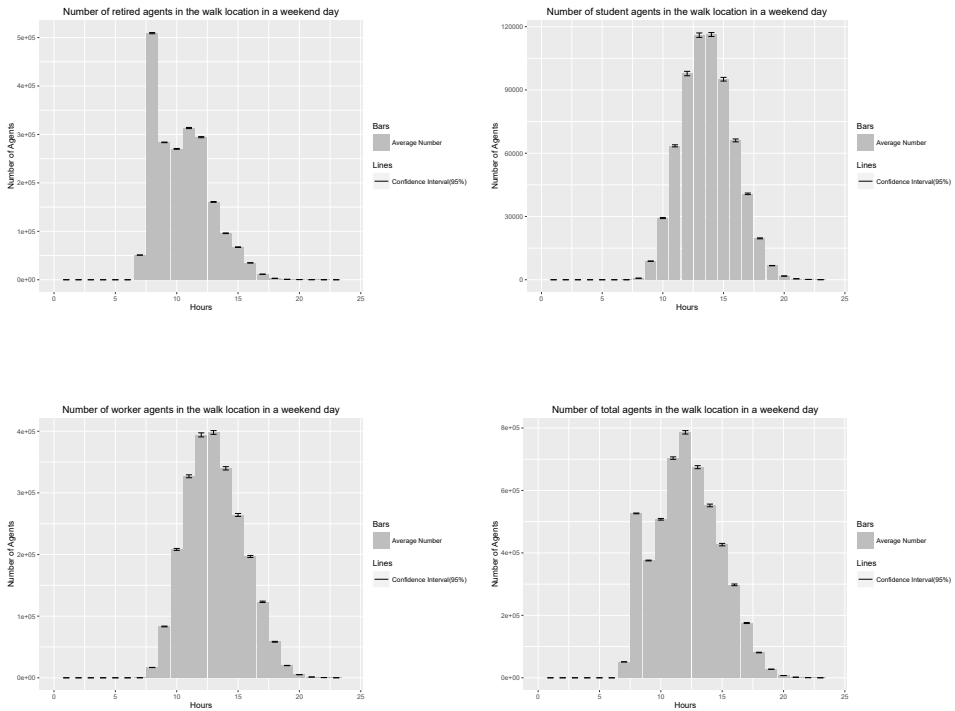 Number of retired agents in the walk location in a weekend day
5e+05
4e+05
3e+05
2e+05
1e+05
0e+00
Number of Agents
0 5 10 15 20 25
Hours
Bars
Average Number
Lines
Confidence Interval(95%)
Number of student agents in the walk location in a weekend day
120000
90000
60000
30000
0
Number of Agents
0 5 10 15 20 25
Hours
Bars
Average Number
Lines
Confidence Interval(95%)
Number of worker agents in the walk location in a weekend day
4e+05
3e+05
2e+05
1e+05
0e+00
Number of Agents
0 5 10 15 20 25
Hours
Bars
Average Number
Lines
Confidence Interval(95%)
Number of total agents in the walk location in a weekend day
8e+05
6e+05
4e+05
2e+05
0e+00
Number of Agents
0 5 10 15 20 25
Hours
Bars
Average Number
Lines
Confidence Interval(95%)